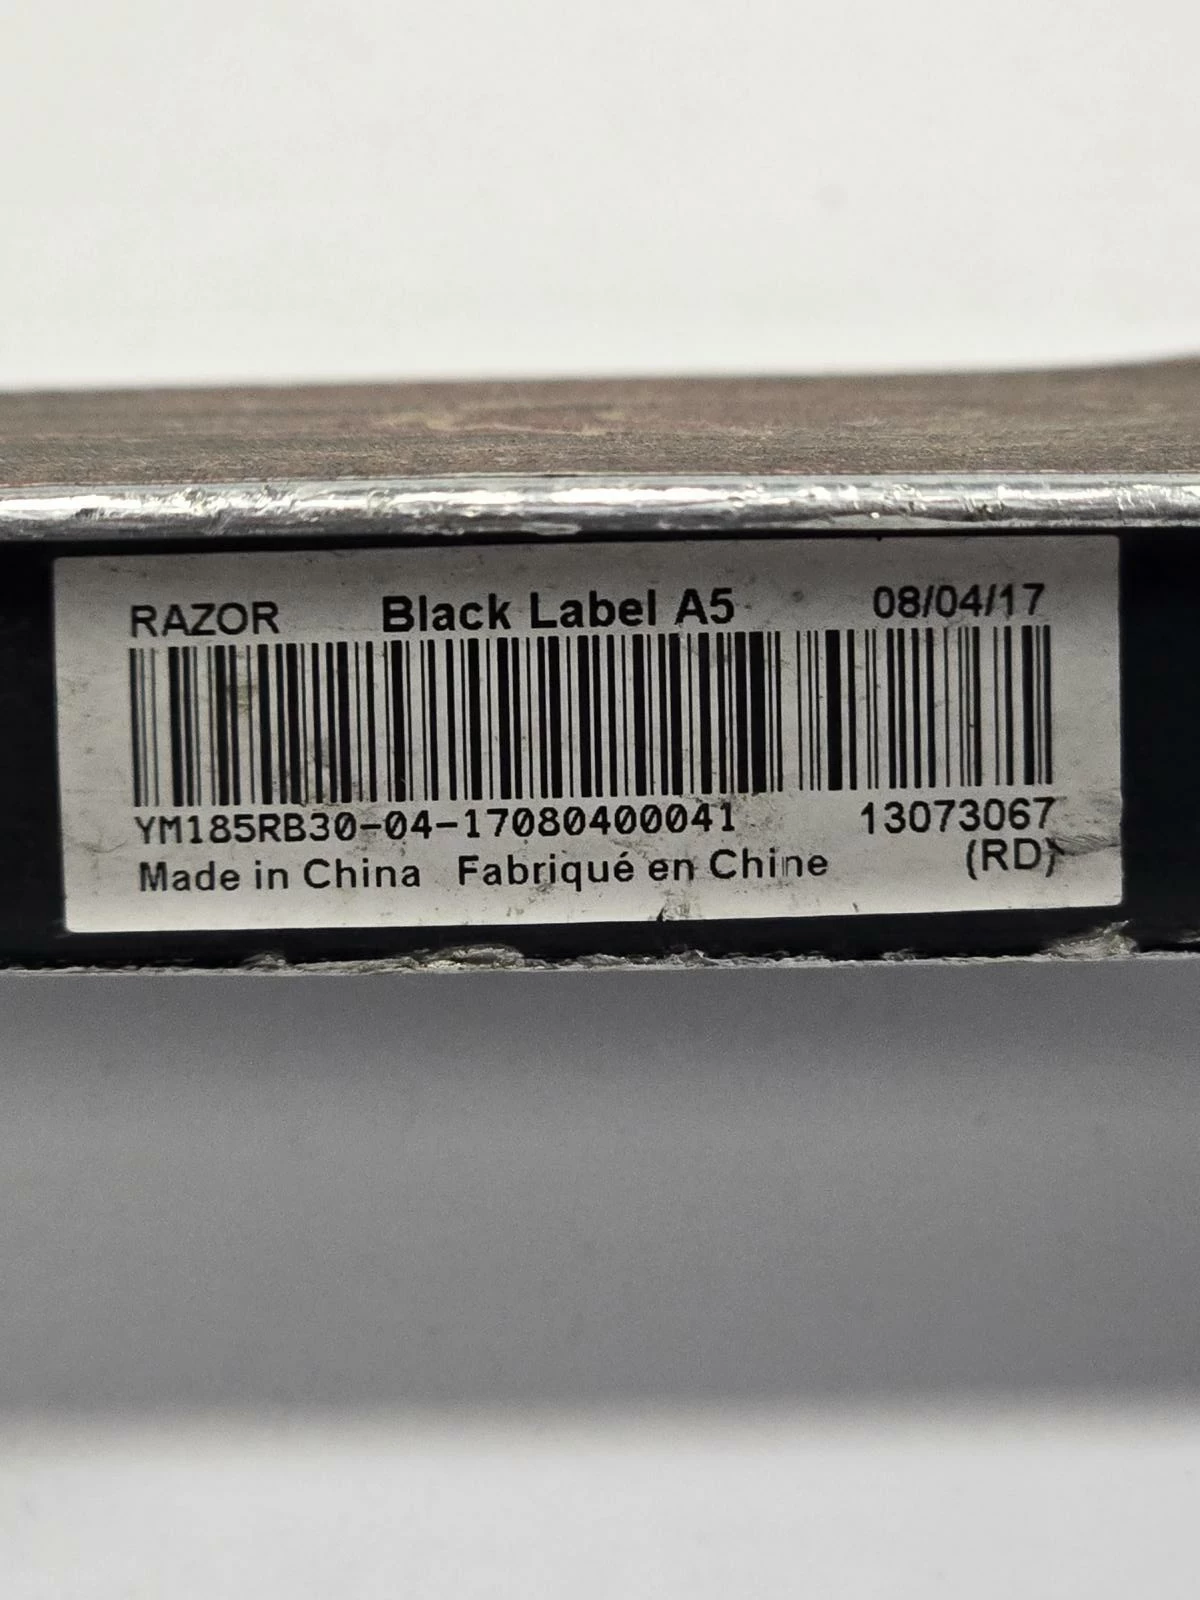 RAZOR Black Label A5 08/04/17
YM185RB30-04-17080400041 13073067
Made in China Fabriqué en Chine (RD)